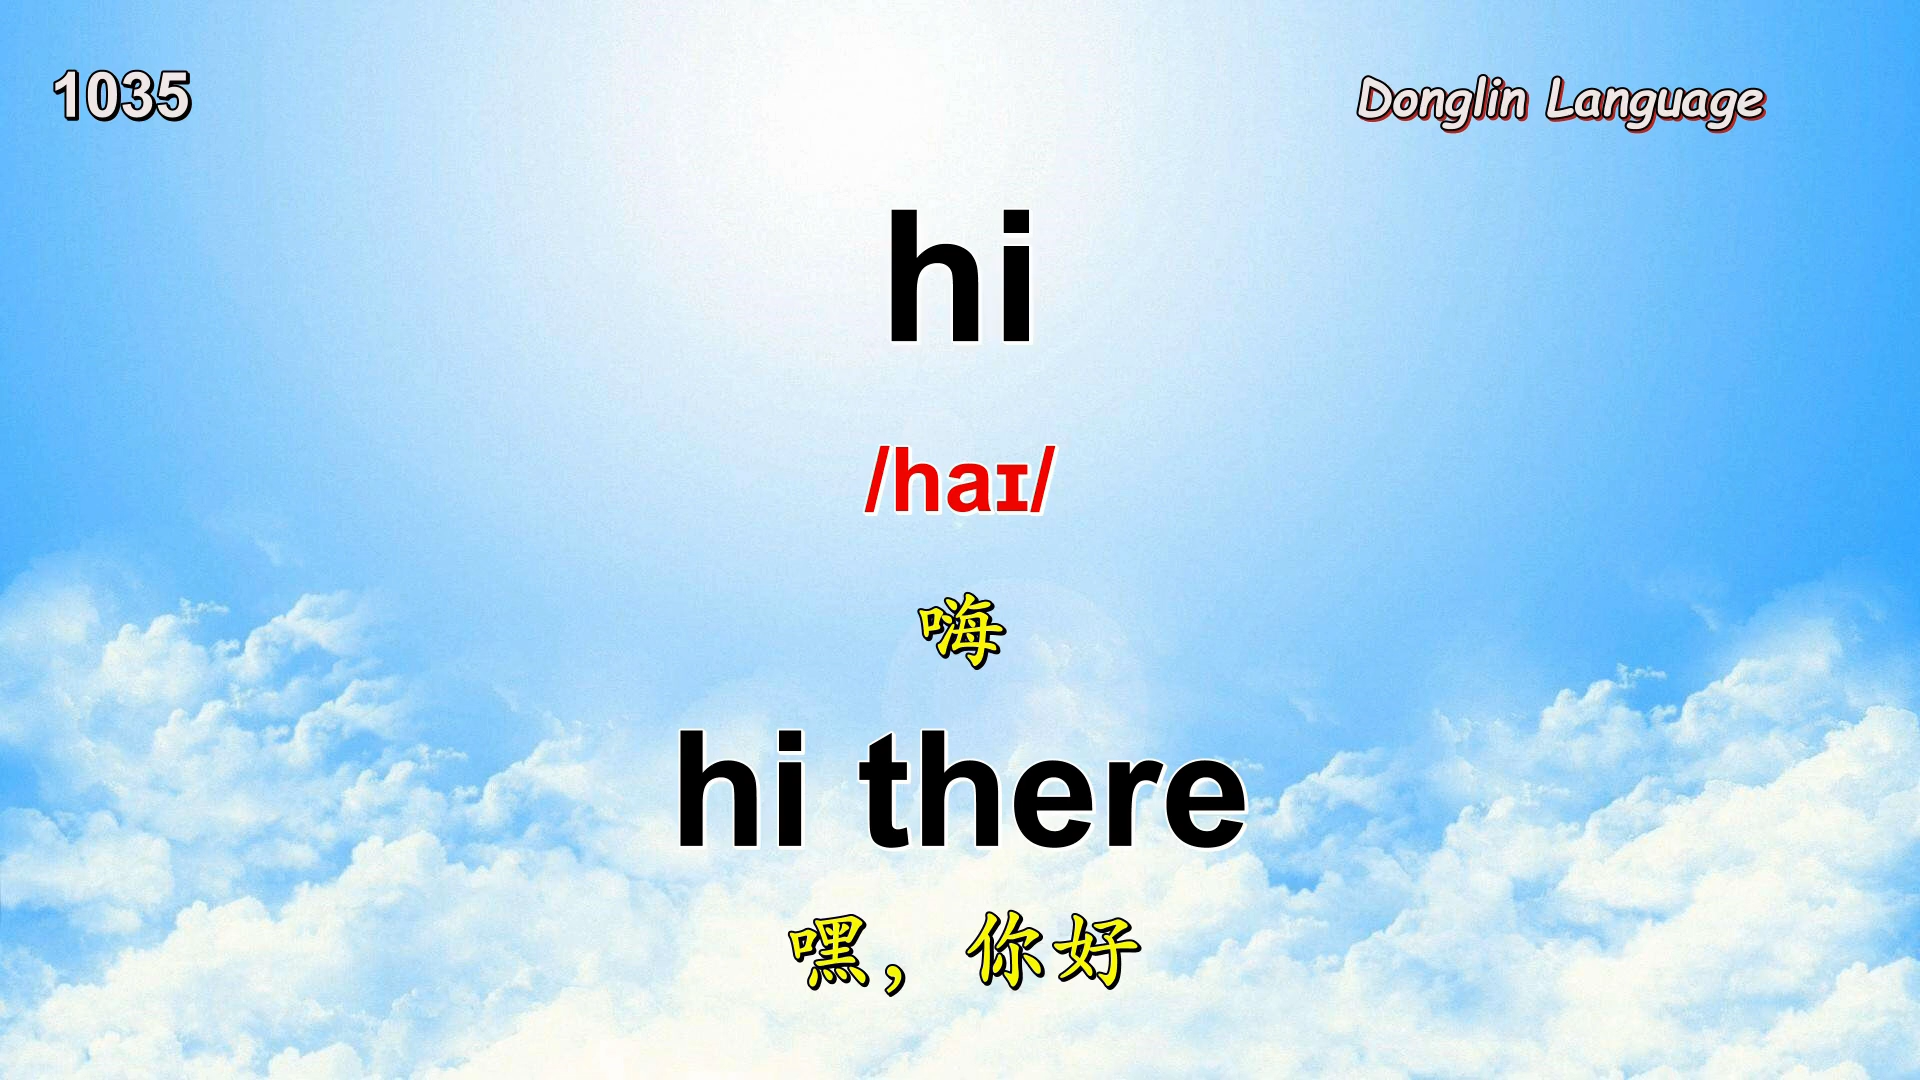 1035
Donglin Language
hi
/haɪ/
嗨
hi there
嘿，你好